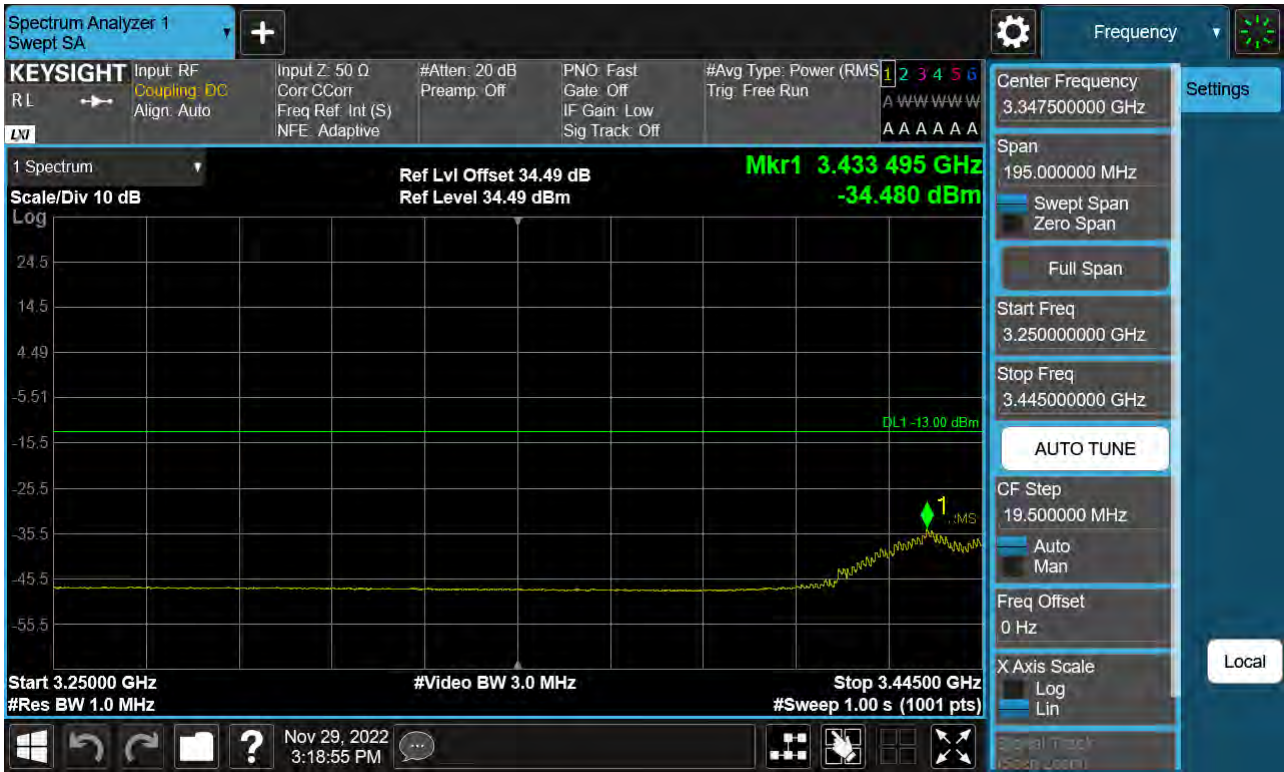 Spectrum Analyzer 1
Swept SA
Frequency
KEYSIGHT
RL
LXI
Input: RF
Coupling: DC
Align: Auto
Input Z: 50 Ω
Corr CCorr
Freq Ref: Int (S)
NFE: Adaptive
#Atten: 20 dB
Preamp: Off
PNO: Fast
Gate: Off
IF Gain: Low
Sig Track: Off
#Avg Type: Power (RMS
Trig: Free Run
1 2 3 4 5 6
A W W W W W
A A A A A A
1 Spectrum
Scale/Div 10 dB
Log
Ref Lvl Offset 34.49 dB
Ref Level 34.49 dBm
Mkr1 3.433 495 GHz
-34.480 dBm
24.5
14.5
4.49
-5.51
-15.5
-25.5
-35.5
-45.5
-55.5
DL1 -13.00 dBm
1
Start 3.25000 GHz
#Res BW 1.0 MHz
#Video BW 3.0 MHz
Stop 3.44500 GHz
#Sweep 1.00 s (1001 pts)
Center Frequency
3.347500000 GHz
Span
195.000000 MHz
Swept Span
Zero Span
Full Span
Start Freq
3.250000000 GHz
Stop Freq
3.445000000 GHz
AUTO TUNE
CF Step
19.500000 MHz
Auto
Man
Freq Offset
0 Hz
X Axis Scale
Log
Lin
Signal Track
(Span Zoom)
Settings
Local
?
Nov 29, 2022
3:18:55 PM